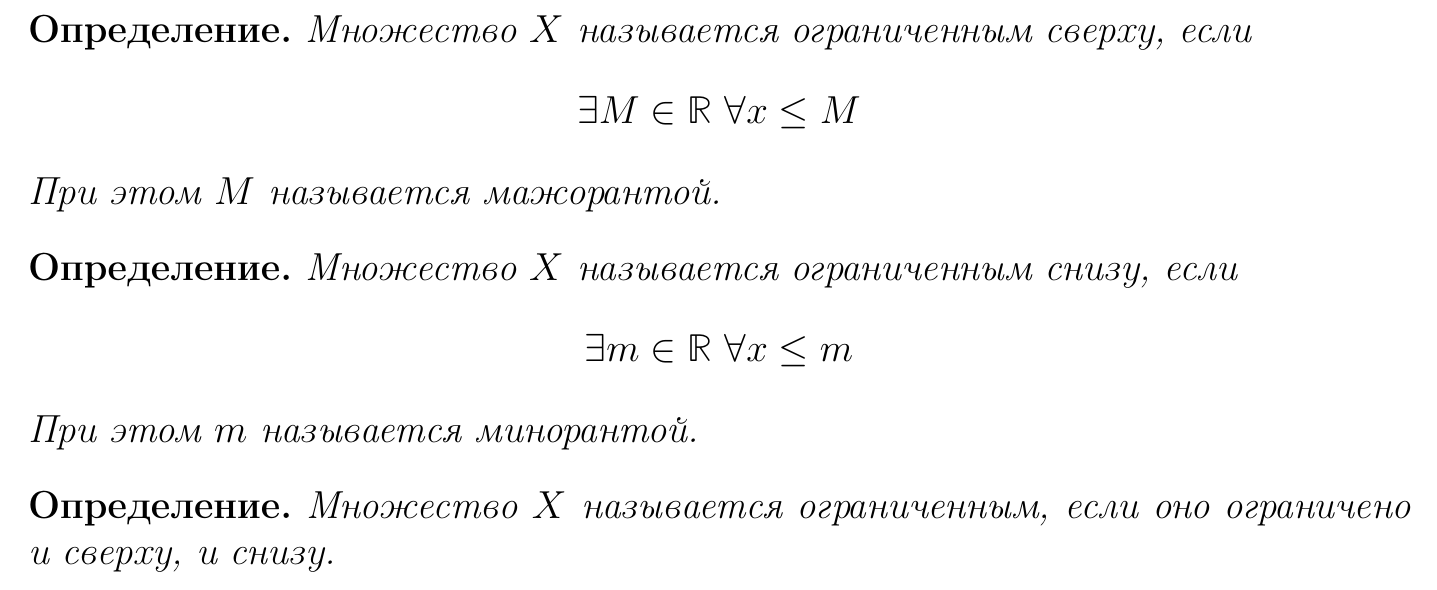 Определение. Множество X называется ограниченным сверху, если
∃M ∈ ℝ ∀x ≤ M
При этом M называется мажорантой.
Определение. Множество X называется ограниченным снизу, если
∃m ∈ ℝ ∀x ≤ m
При этом m называется минорантой.
Определение. Множество X называется ограниченным, если оно ограничено
и сверху, и снизу.